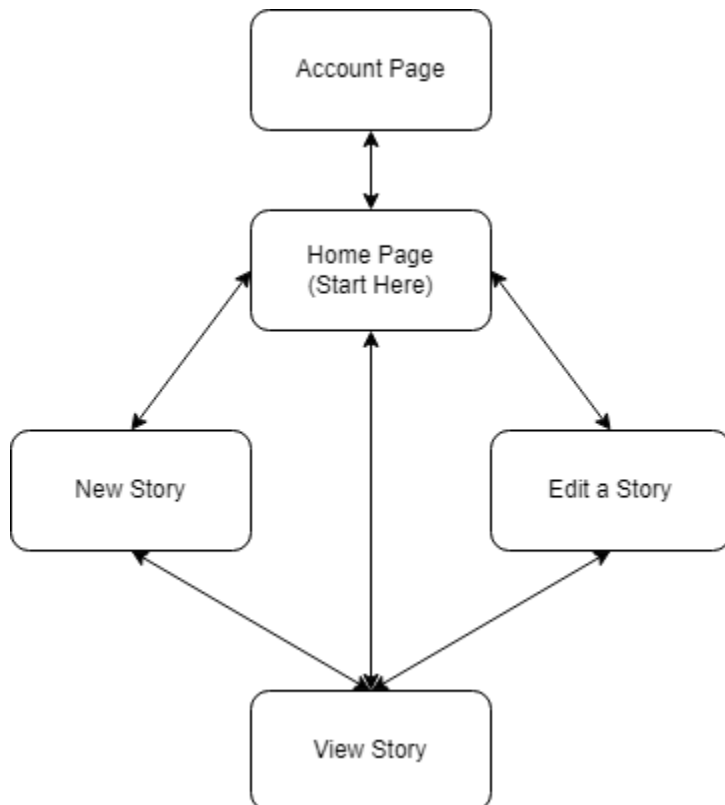 Account Page
Home Page
(Start Here)
New Story
Edit a Story
View Story